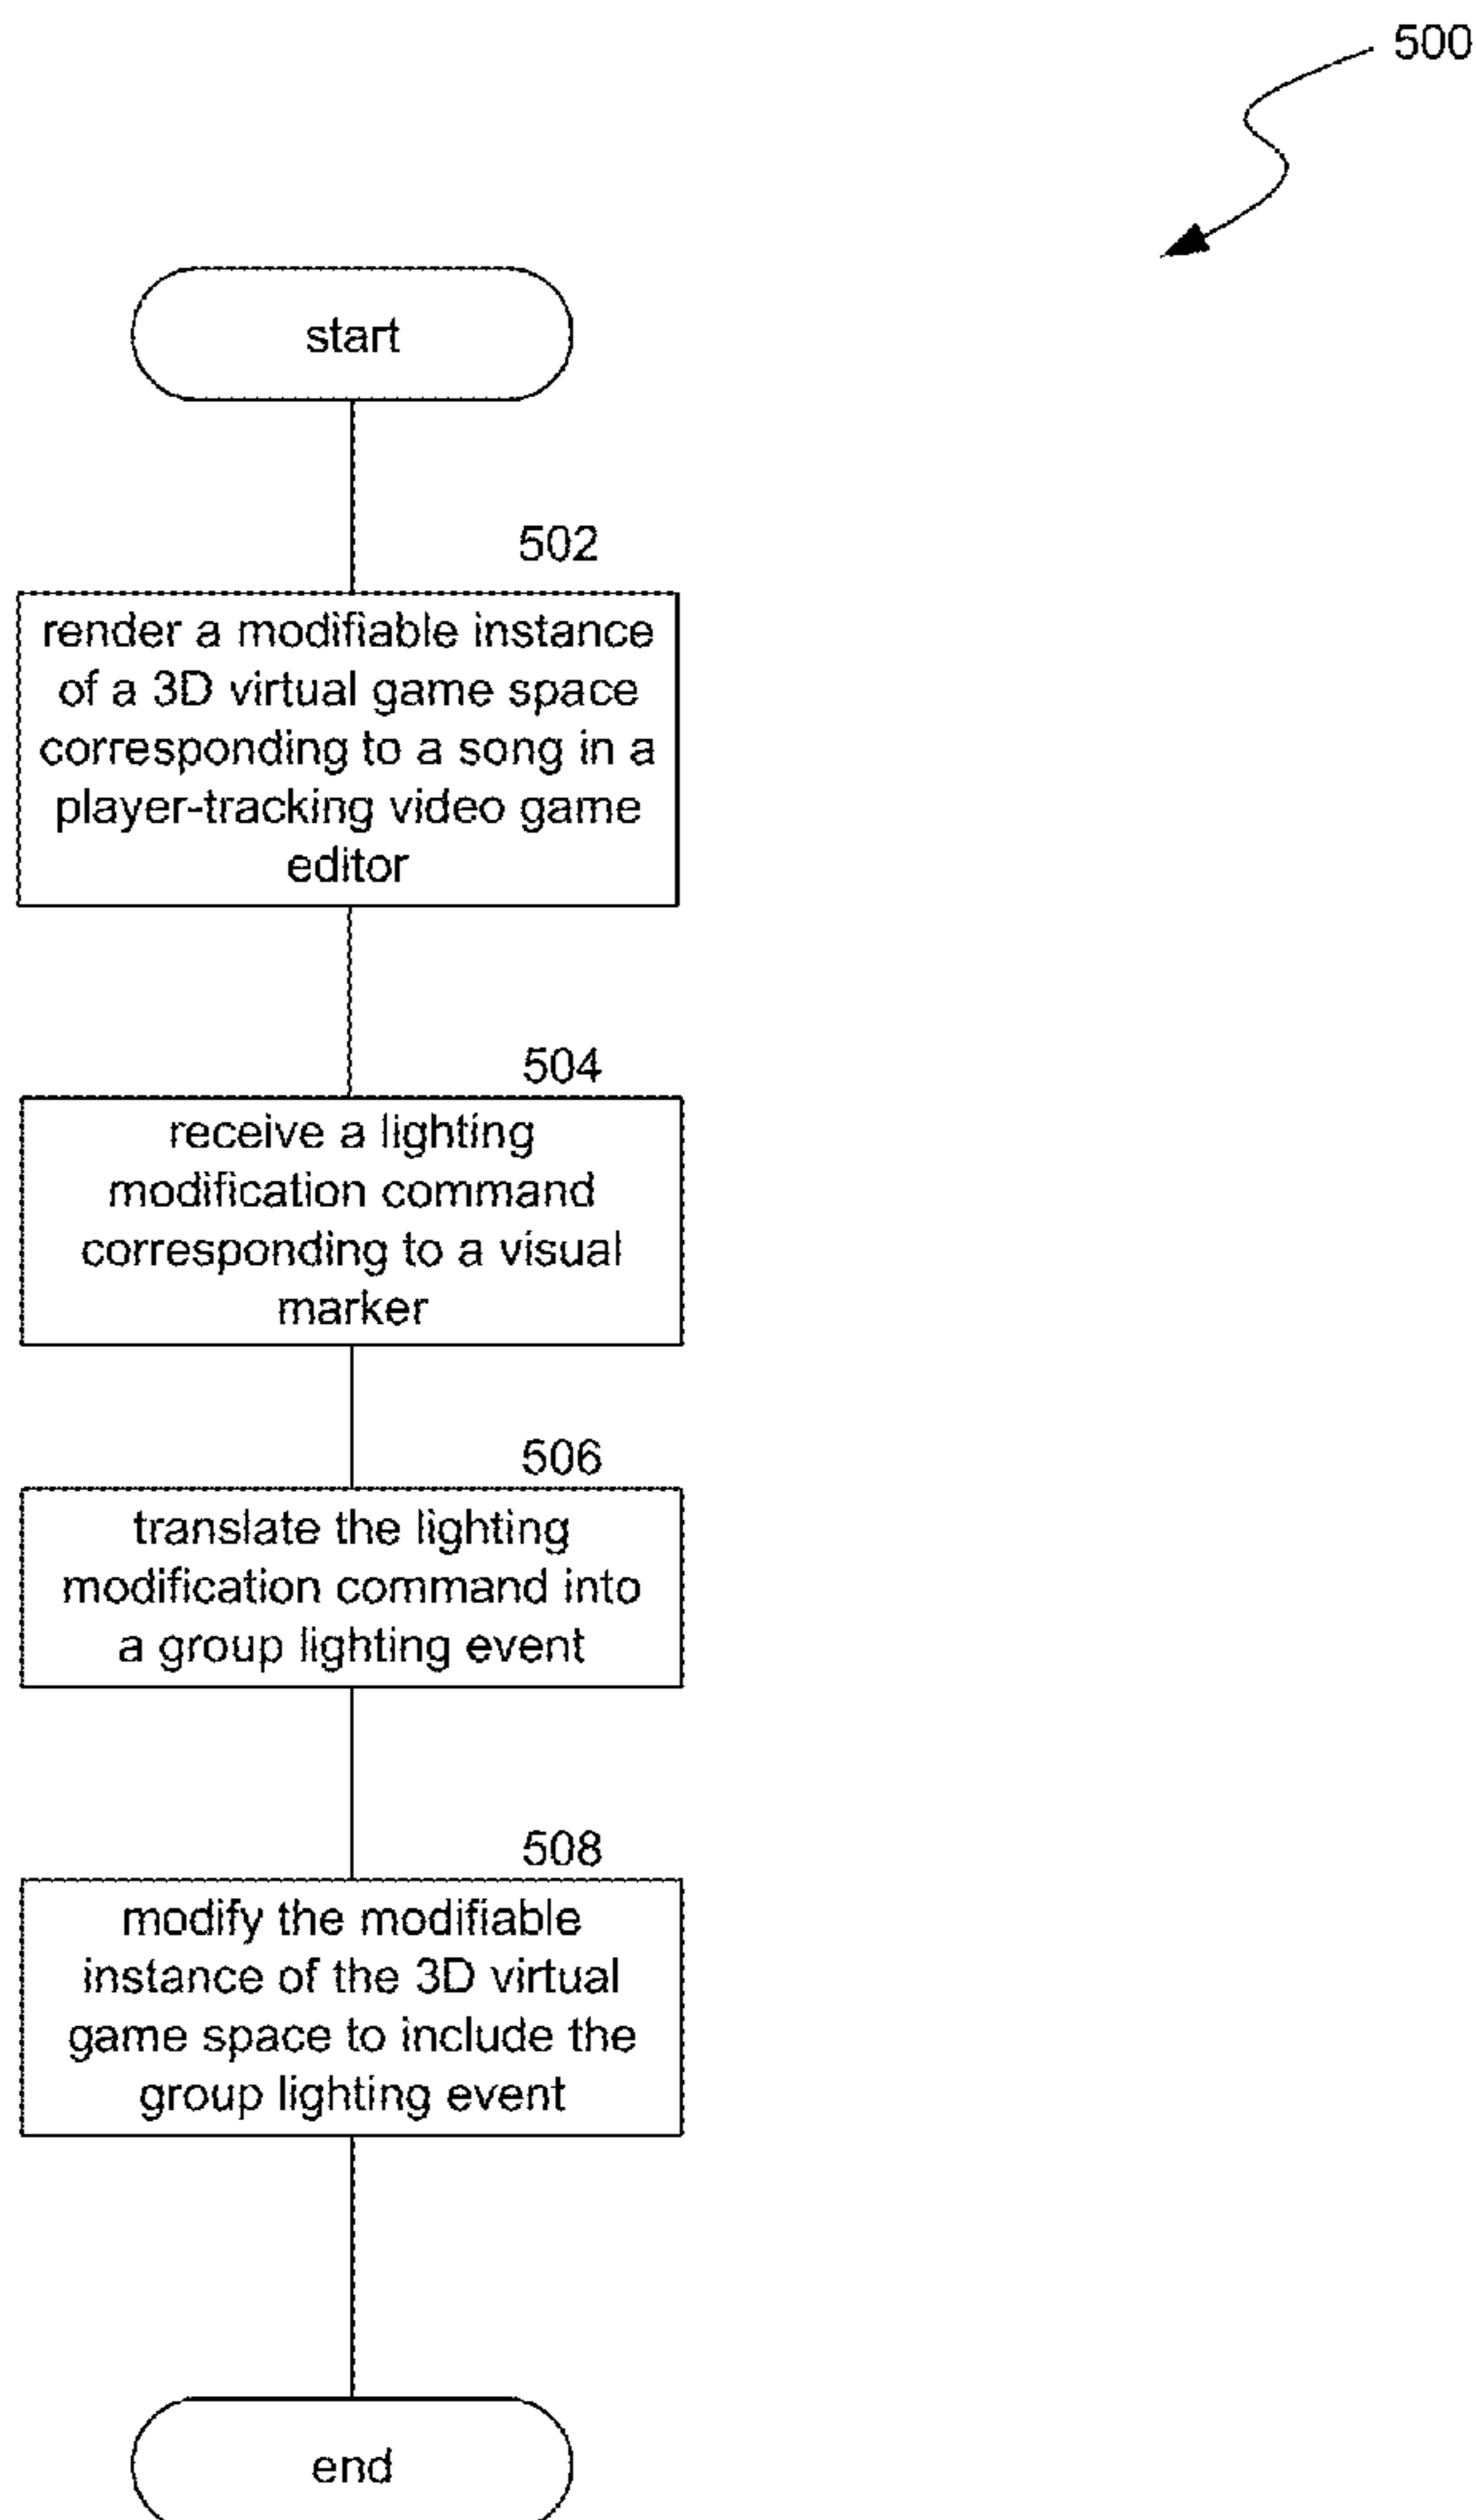 500
start
502
render a modifiable instance
of a 3D virtual game space
corresponding to a song in a
player-tracking video game
editor
504
receive a lighting
modification command
corresponding to a visual
marker
506
translate the lighting
modification command into
a group lighting event
508
modify the modifiable
instance of the 3D virtual
game space to include the
group lighting event
end